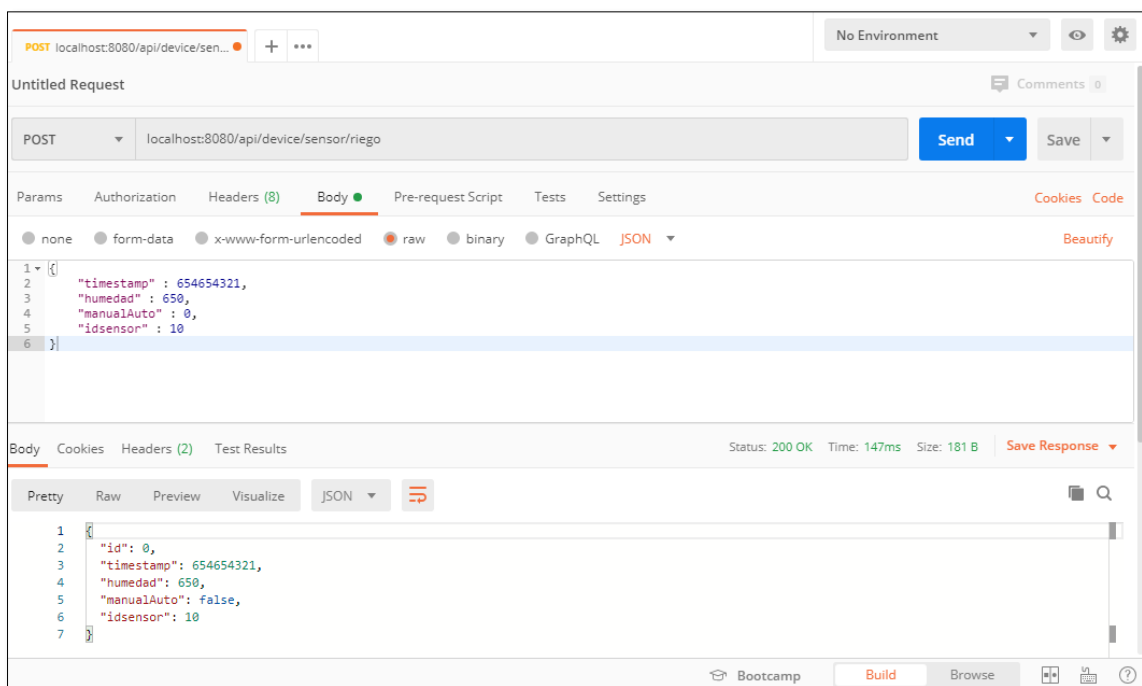 POST localhost:8080/api/device/sen... + ••• No Environment
Untitled Request Comments 0
POST localhost:8080/api/device/sensor/riego Send Save
Params Authorization Headers (8) Body Pre-request Script Tests Settings Cookies Code
none form-data x-www-form-urlencoded raw binary GraphQL JSON Beautify
1 {
2 "timestamp" : 654654321,
3 "humedad" : 650,
4 "manualAuto" : 0,
5 "idsensor" : 10
6 }
Body Cookies Headers (2) Test Results Status: 200 OK Time: 147ms Size: 181 B Save Response
Pretty Raw Preview Visualize JSON
1 {
2 "id": 0,
3 "timestamp": 654654321,
4 "humedad": 650,
5 "manualAuto": false,
6 "idsensor": 10
7 }
Bootcamp Build Browse ?